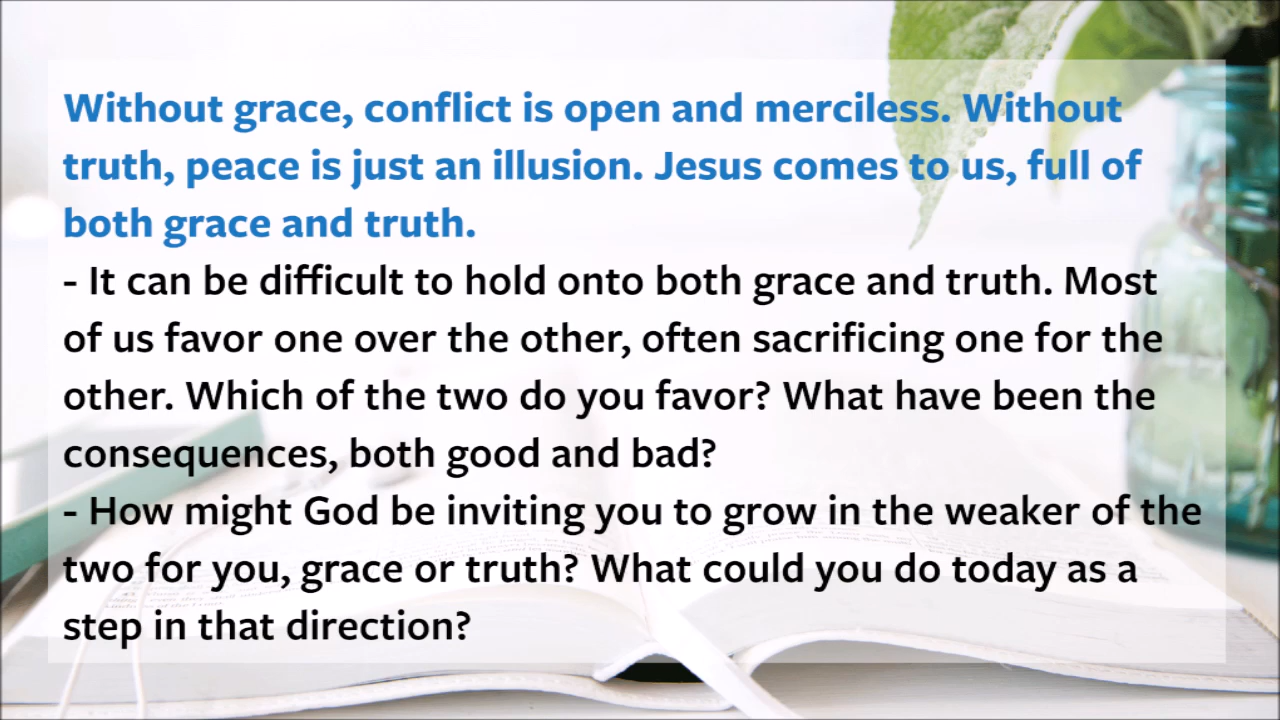 Without grace, conflict is open and merciless. Without
truth, peace is just an illusion. Jesus comes to us, full of
both grace and truth.
- It can be difficult to hold onto both grace and truth. Most
of us favor one over the other, often sacrificing one for the
other. Which of the two do you favor? What have been the
consequences, both good and bad?
- How might God be inviting you to grow in the weaker of the
two for you, grace or truth? What could you do today as a
step in that direction?